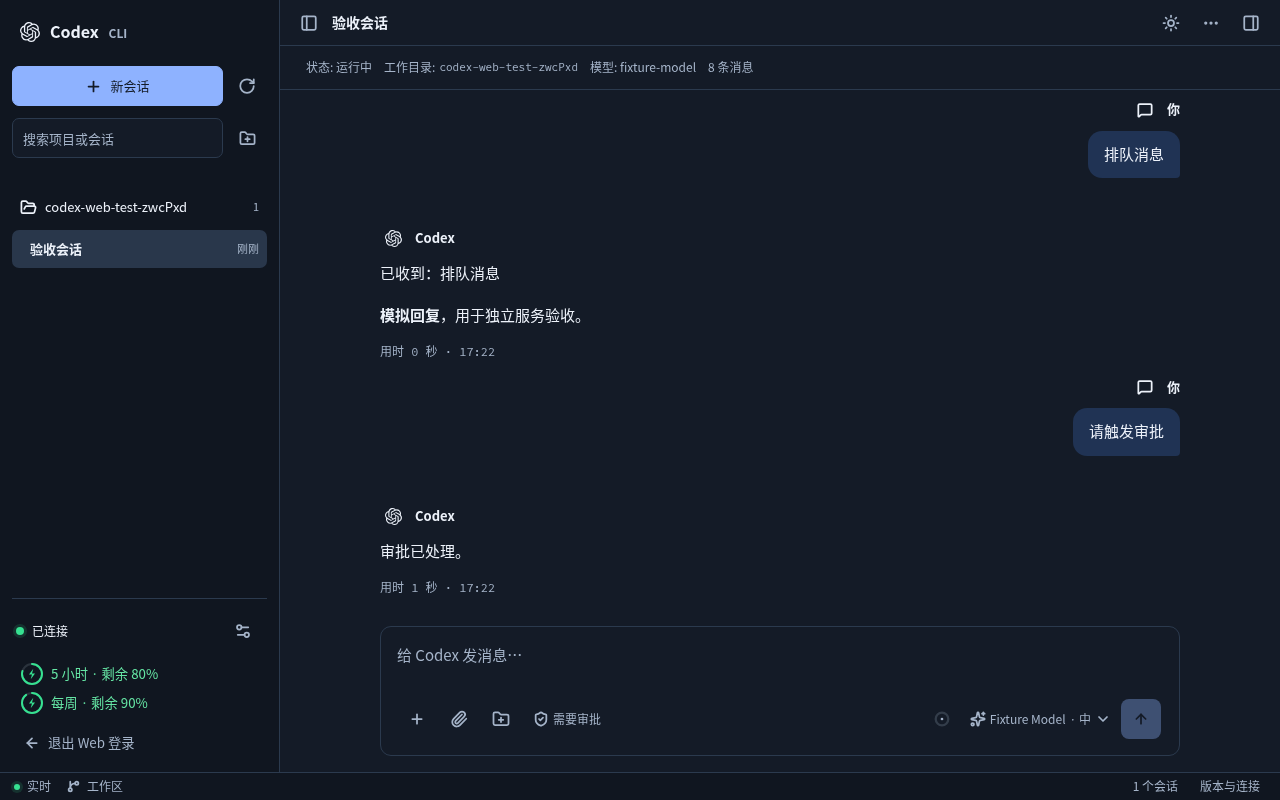 Codex CLI
新会话
搜索项目或会话
codex-web-test-zwcPxd 1
验收会话 刚刚
已连接
5 小时 · 剩余 80%
每周 · 剩余 90%
退出 Web 登录
验收会话
状态: 运行中 工作目录: codex-web-test-zwcPxd 模型: fixture-model 8 条消息
你
排队消息
Codex
已收到：排队消息
模拟回复，用于独立服务验收。
用时 0 秒 · 17:22
你
请触发审批
Codex
审批已处理。
用时 1 秒 · 17:22
给 Codex 发消息…
需要审批
Fixture Model · 中
实时 工作区
1 个会话 版本与连接